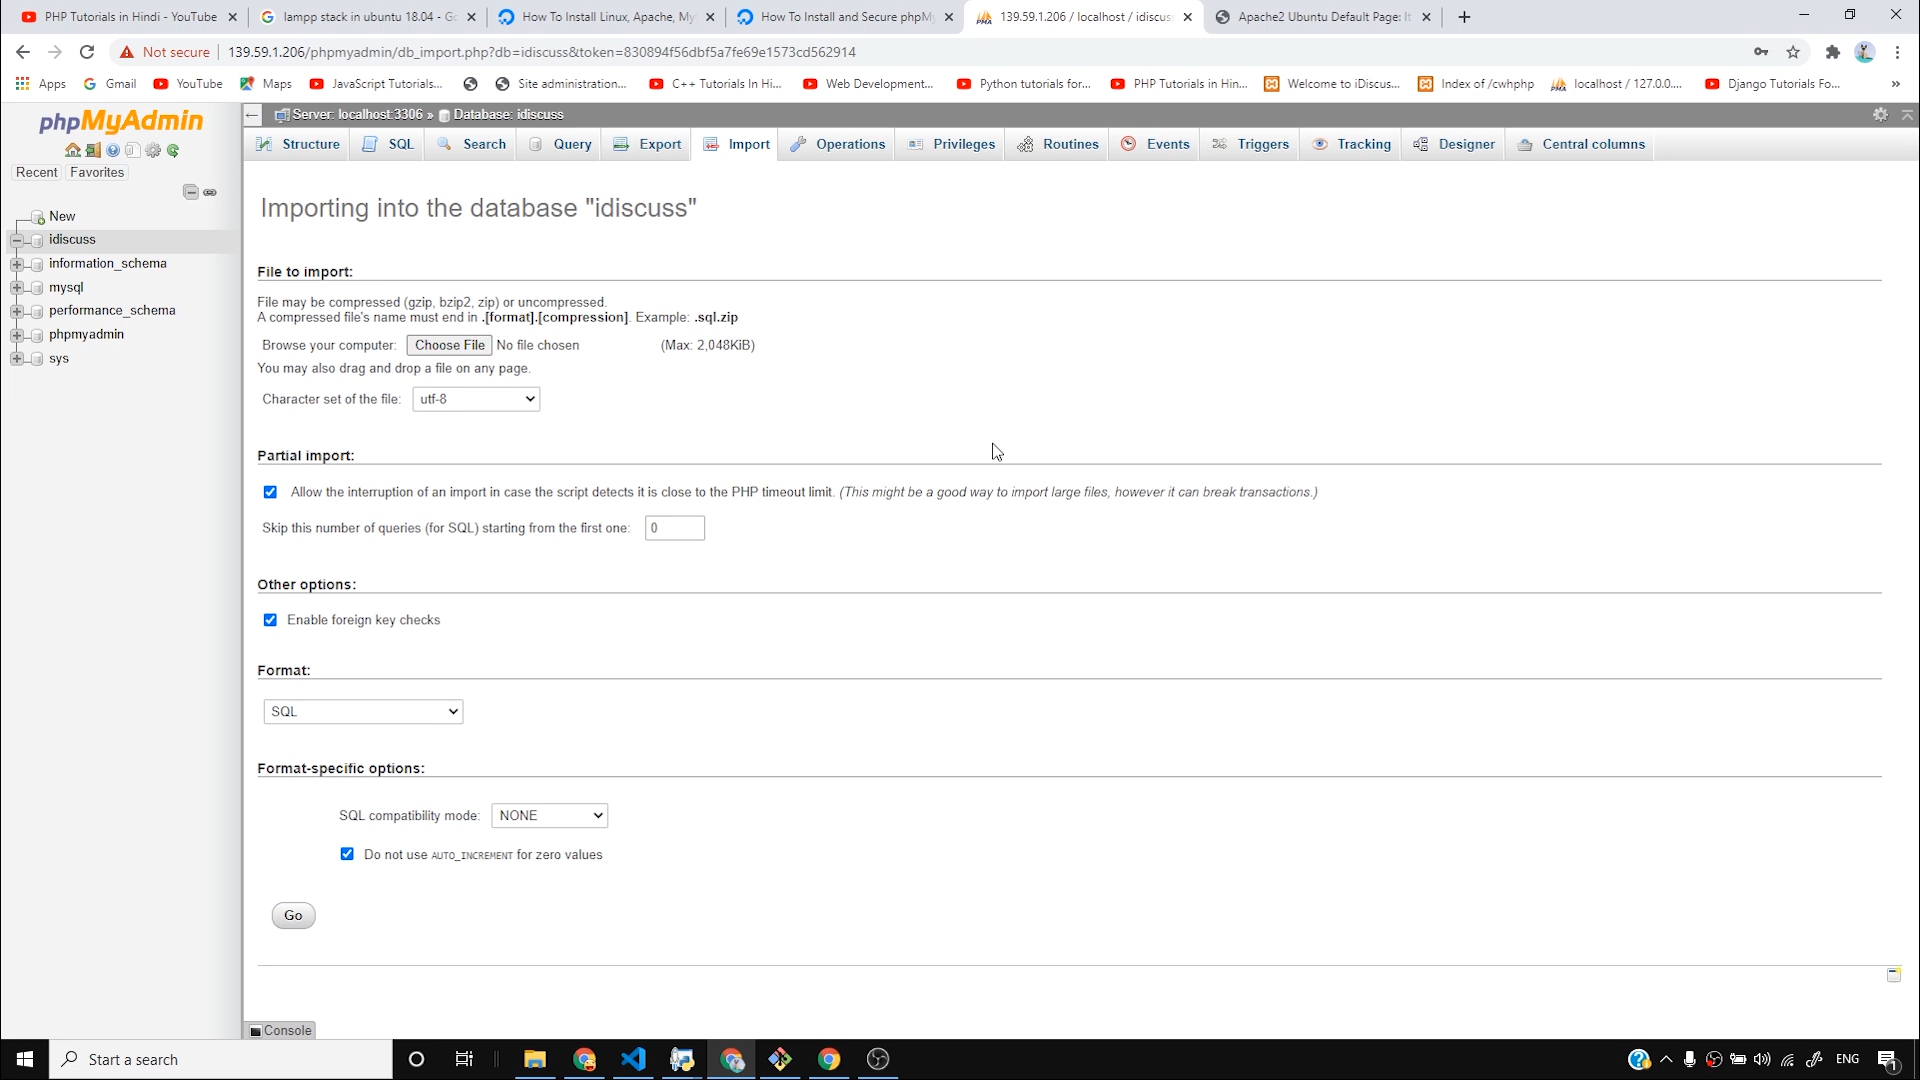 PHP Tutorials in Hindi - YouTube
lampp stack in ubuntu 18.04 - Go
How To Install Linux, Apache, My
How To Install and Secure phpMy
139.59.1.206 / localhost / idiscus
Apache2 Ubuntu Default Page: It
Not secure
139.59.1.206/phpmyadmin/db_import.php?db=idiscuss&token=830894f56dbf5a7fe69e1573cd562914
Apps
Gmail
YouTube
Maps
JavaScript Tutorials...
Site administration...
C++ Tutorials In Hi...
Web Development...
Python tutorials for...
PHP Tutorials in Hin...
Welcome to iDiscus...
Index of /cwhphp
localhost / 127.0.0....
Django Tutorials Fo...
»
phpMyAdmin
Server: localhost:3306 » Database: idiscuss
Structure
SQL
Search
Query
Export
Import
Operations
Privileges
Routines
Events
Triggers
Tracking
Designer
Central columns
Recent
Favorites
New
idiscuss
information_schema
mysql
performance_schema
phpmyadmin
sys
Importing into the database "idiscuss"
File to import:
File may be compressed (gzip, bzip2, zip) or uncompressed.
A compressed file's name must end in .[format].[compression]. Example: .sql.zip
Browse your computer: Choose File No file chosen (Max: 2,048KiB)
You may also drag and drop a file on any page.
Character set of the file: utf-8
Partial import:
Allow the interruption of an import in case the script detects it is close to the PHP timeout limit. (This might be a good way to import large files, however it can break transactions.)
Skip this number of queries (for SQL) starting from the first one: 0
Other options:
Enable foreign key checks
Format:
SQL
Format-specific options:
SQL compatibility mode: NONE
Do not use AUTO_INCREMENT for zero values
Go
Console
Start a search
ENG
1